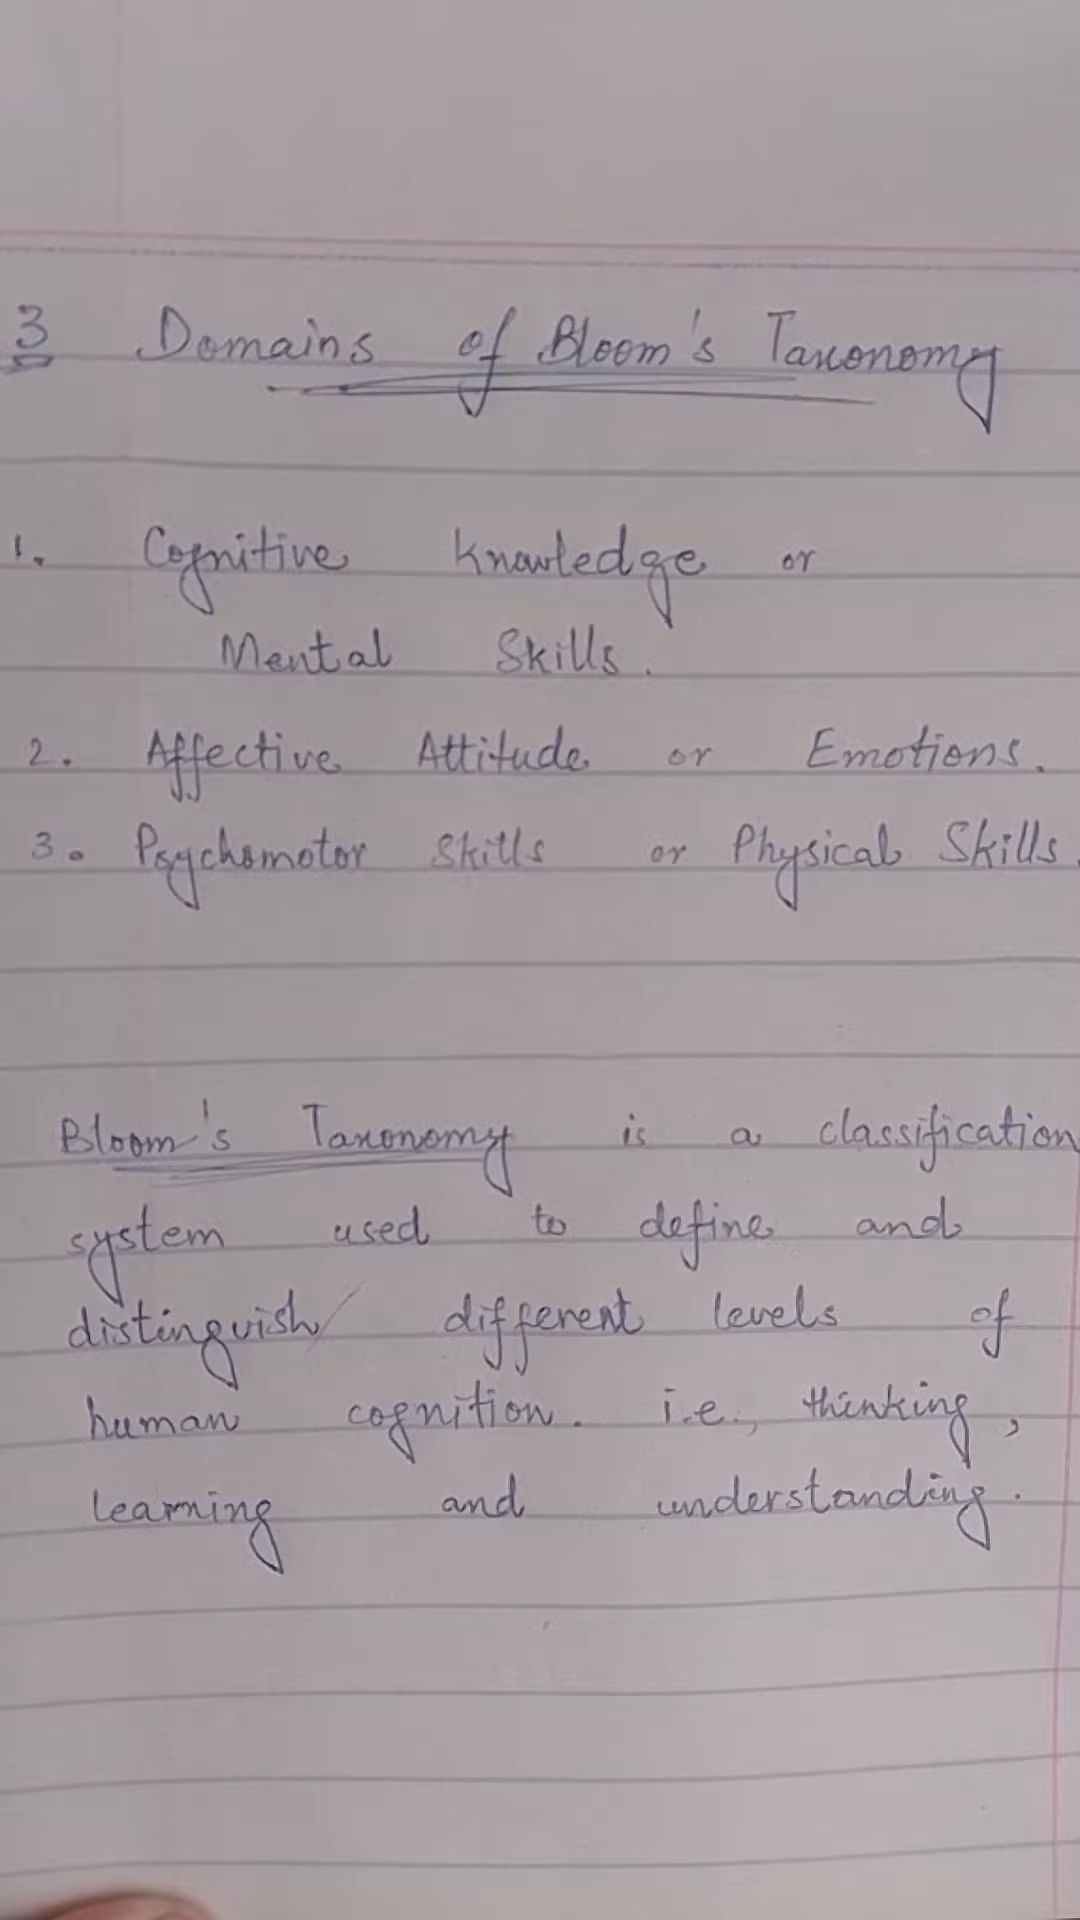 3 Domains of Bloom's Taxonomy
1. Cognitive Knowledge or
Mental Skills.
2. Affective Attitude or Emotions.
3. Psychomotor Skills or Physical Skills.
Bloom's Taxonomy is a classification
system used to define and
distinguish different levels of
human cognition. i.e., thinking,
learning and understanding.